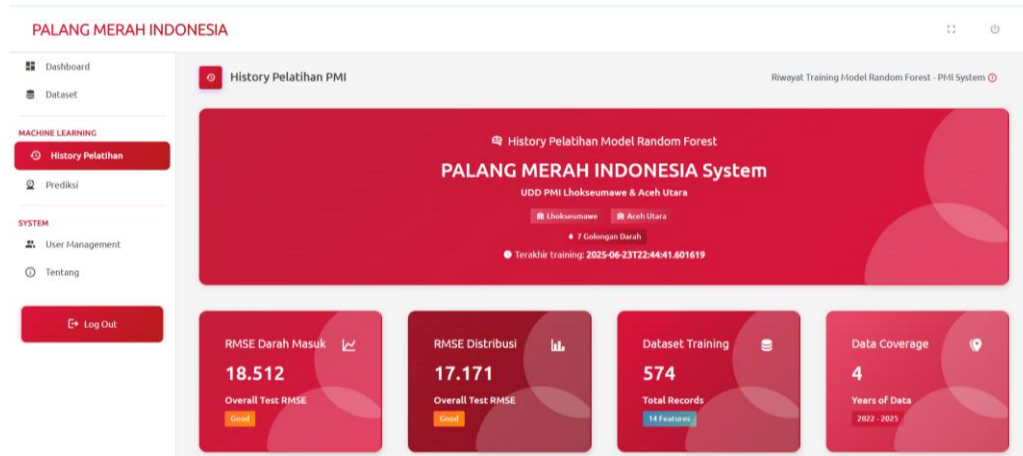 PALANG MERAH INDONESIA
Dashboard
Dataset
MACHINE LEARNING
History Pelatihan
Prediksi
SYSTEM
User Management
Tentang
Log Out
History Pelatihan PMI
Riwayat Training Model Random Forest - PMI System
History Pelatihan Model Random Forest
PALANG MERAH INDONESIA System
UDD PMI Lhokseumawe & Aceh Utara
Lhokseumawe Aceh Utara
7 Golongan Darah
Terakhir training: 2025-06-23T22:44:41.601619
RMSE Darah Masuk
18.512
Overall Test RMSE
Good
RMSE Distribusi
17.171
Overall Test RMSE
Good
Dataset Training
574
Total Records
14 Features
Data Coverage
4
Years of Data
2022 - 2025